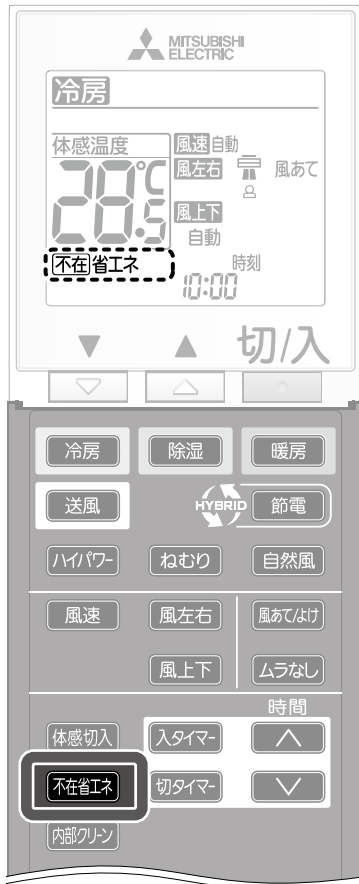 MITSUBISHI
ELECTRIC
冷房
体感温度
風速 自動
28.5℃
風左右 風あて
風上下
自動
不在省エネ
時刻
10:00
切/入
冷房 除湿 暖房
送風 HYBRID 節電
ハイパワー ねむり 自然風
風速 風左右 風あて/よけ
風上下 ムラなし
時間
体感切入 入タイマー
不在省エネ 切タイマー
内部クリーン